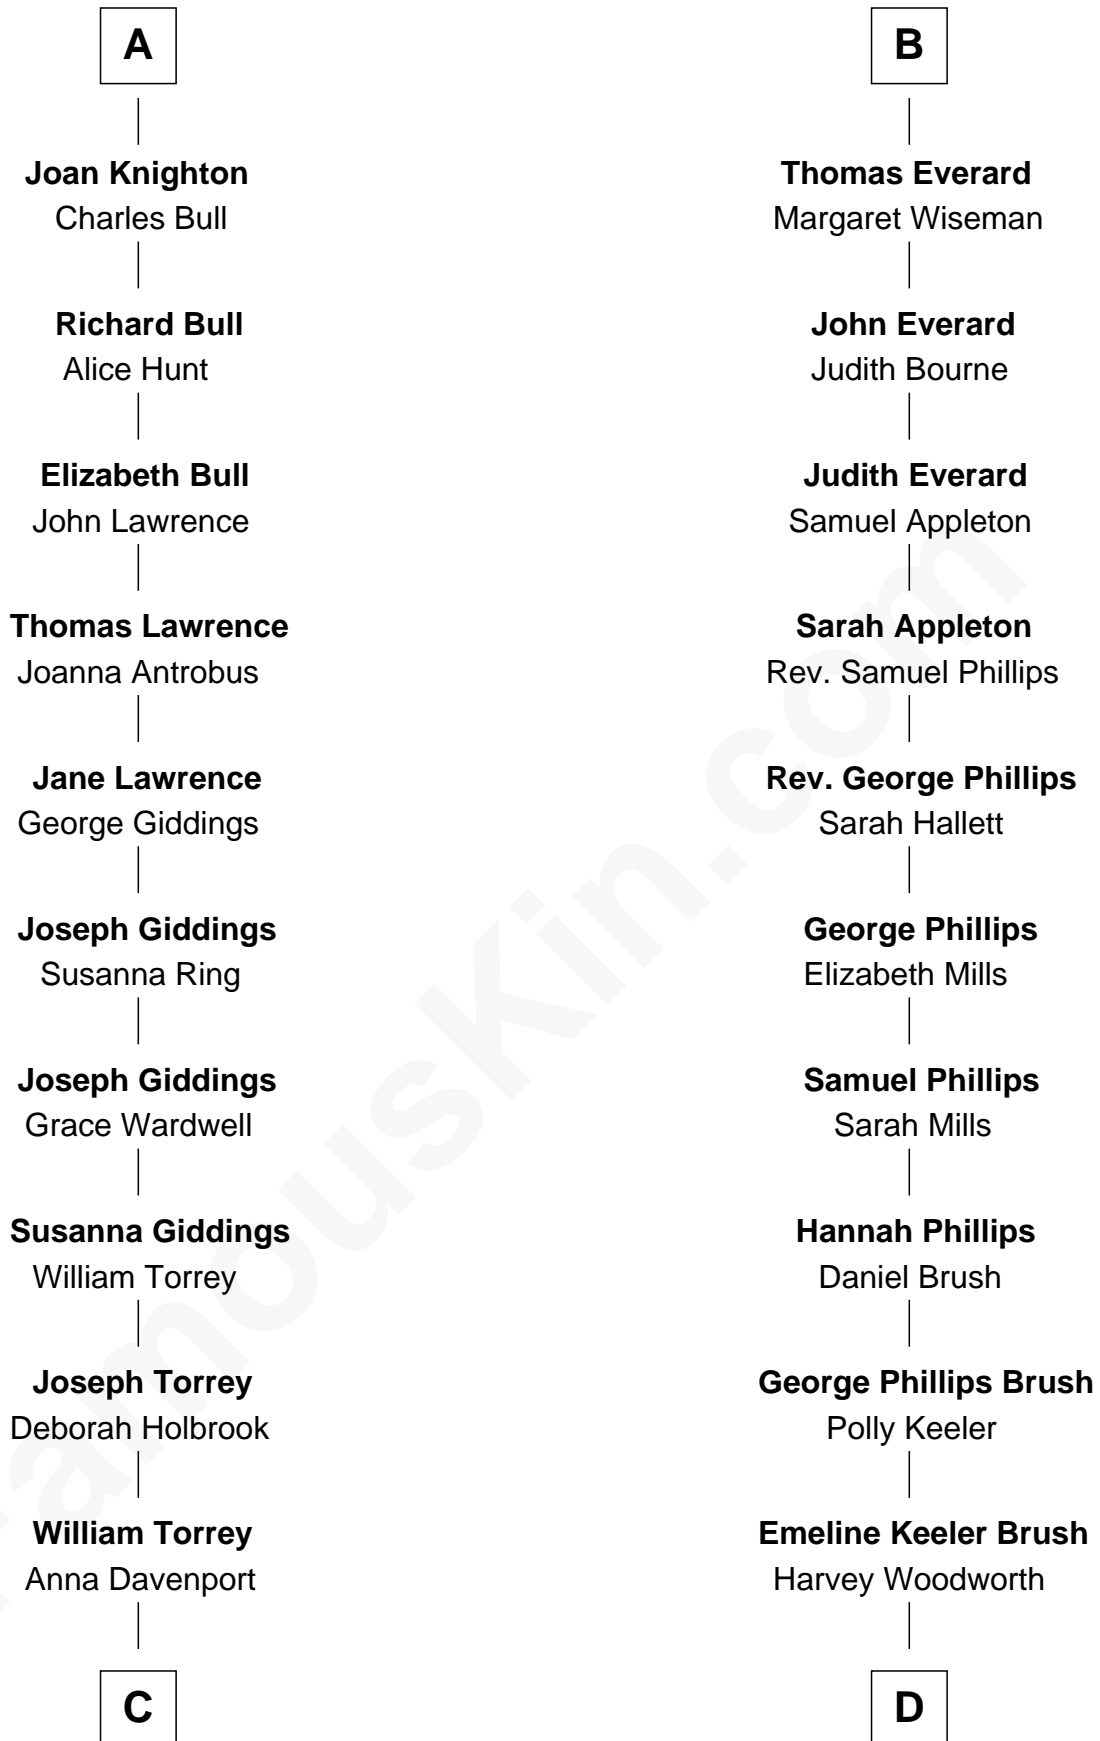 A
Joan Knighton
Charles Bull
Richard Bull
Alice Hunt
Elizabeth Bull
John Lawrence
Thomas Lawrence
Joanna Antrobus
Jane Lawrence
George Giddings
Joseph Giddings
Susanna Ring
Joseph Giddings
Grace Wardwell
Susanna Giddings
William Torrey
Joseph Torrey
Deborah Holbrook
William Torrey
Anna Davenport
C
B
Thomas Everard
Margaret Wiseman
John Everard
Judith Bourne
Judith Everard
Samuel Appleton
Sarah Appleton
Rev. Samuel Phillips
Rev. George Phillips
Sarah Hallett
George Phillips
Elizabeth Mills
Samuel Phillips
Sarah Mills
Hannah Phillips
Daniel Brush
George Phillips Brush
Polly Keeler
Emeline Keeler Brush
Harvey Woodworth
D
FamousKin.com